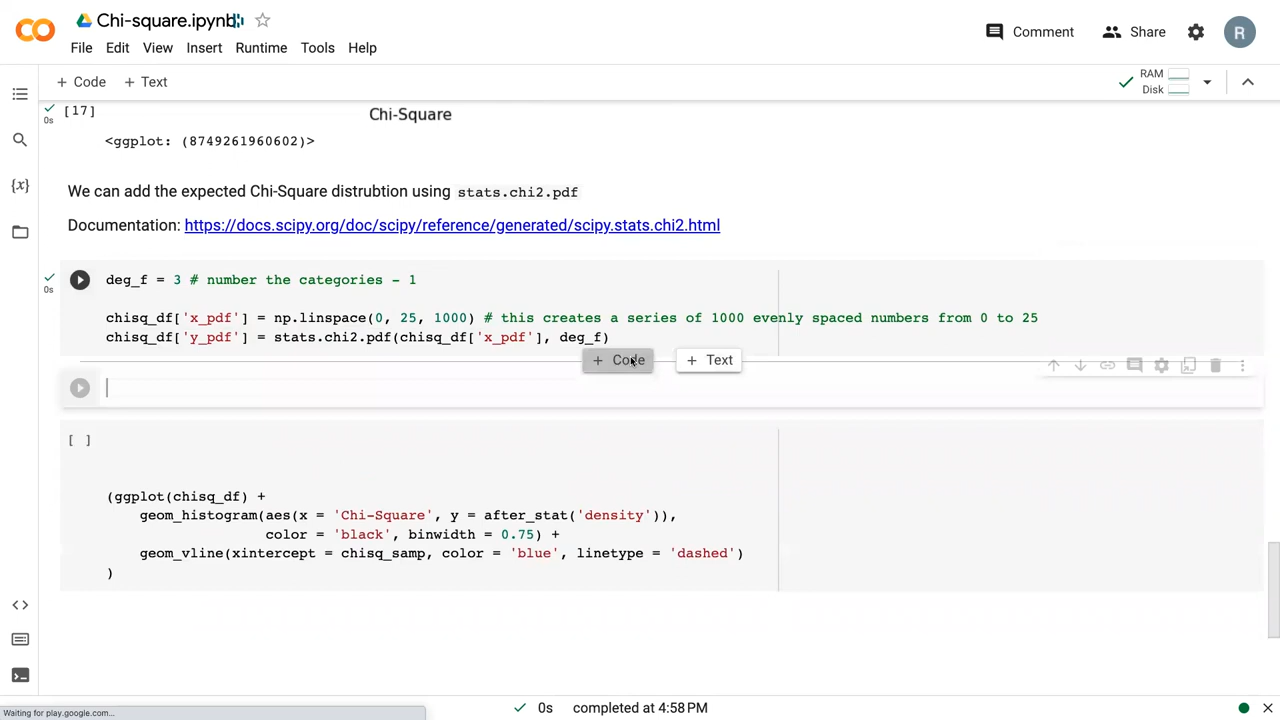 Chi-square.ipynb
Comment
Share
R
File Edit View Insert Runtime Tools Help
+ Code + Text
RAM
Disk
[17]
0s
Chi-Square
<ggplot: (8749261960602)>
We can add the expected Chi-Square distrubtion using stats.chi2.pdf
Documentation: https://docs.scipy.org/doc/scipy/reference/generated/scipy.stats.chi2.html
0s
deg_f = 3 # number the categories - 1
chisq_df['x_pdf'] = np.linspace(0, 25, 1000) # this creates a series of 1000 evenly spaced numbers from 0 to 25
chisq_df['y_pdf'] = stats.chi2.pdf(chisq_df['x_pdf'], deg_f)
+ Code + Text
[ ]
(ggplot(chisq_df) +
geom_histogram(aes(x = 'Chi-Square', y = after_stat('density')),
color = 'black', binwidth = 0.75) +
geom_vline(xintercept = chisq_samp, color = 'blue', linetype = 'dashed')
)
0s completed at 4:58 PM
Waiting for play.google.com...